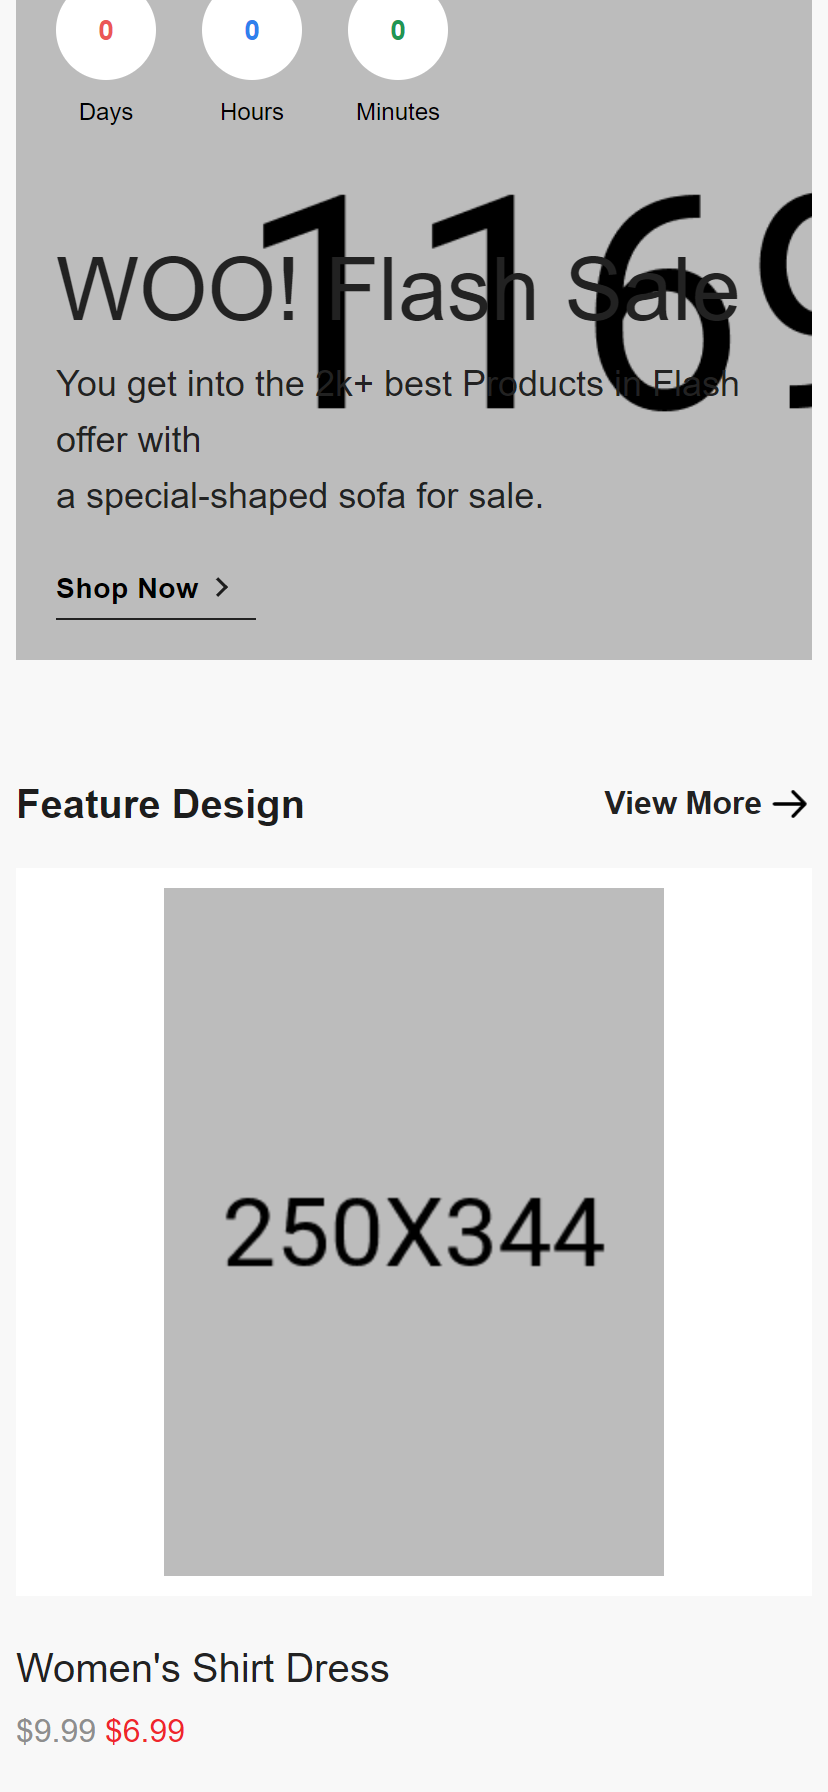 0 0 0
Days Hours Minutes
116
WOO! Flash Sale
You get into the 2k+ best Products in Flash
offer with
a special-shaped sofa for sale.
Shop Now
Feature Design View More
250X344
Women's Shirt Dress
$9.99 $6.99